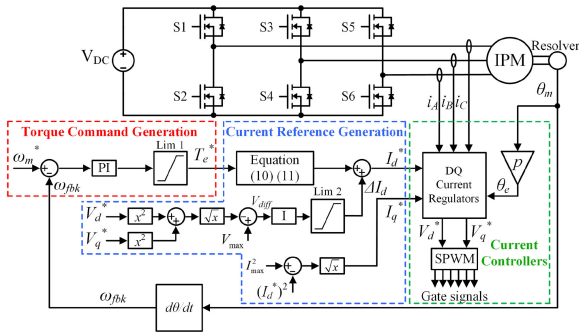 S1 S3 S5
V_DC
IPM
Resolver
S2 S4 S6
i_A i_B i_C
θ_m
Torque Command Generation
Current Reference Generation
ω_m^*
ω_fbk
PI
Lim 1
T_e^*
Equation
(10) (11)
I_d^*
ΔI_d
I_q^*
DQ
Current
Regulators
p
θ_e
V_d^*
x²
√x
V_diff
I
Lim 2
V_q^*
x²
V_max
I²_max
(I_d^*)²
√x
V_d^* V_q^*
SPWM
Current
Controllers
Gate signals
ω_fbk
dθ/dt